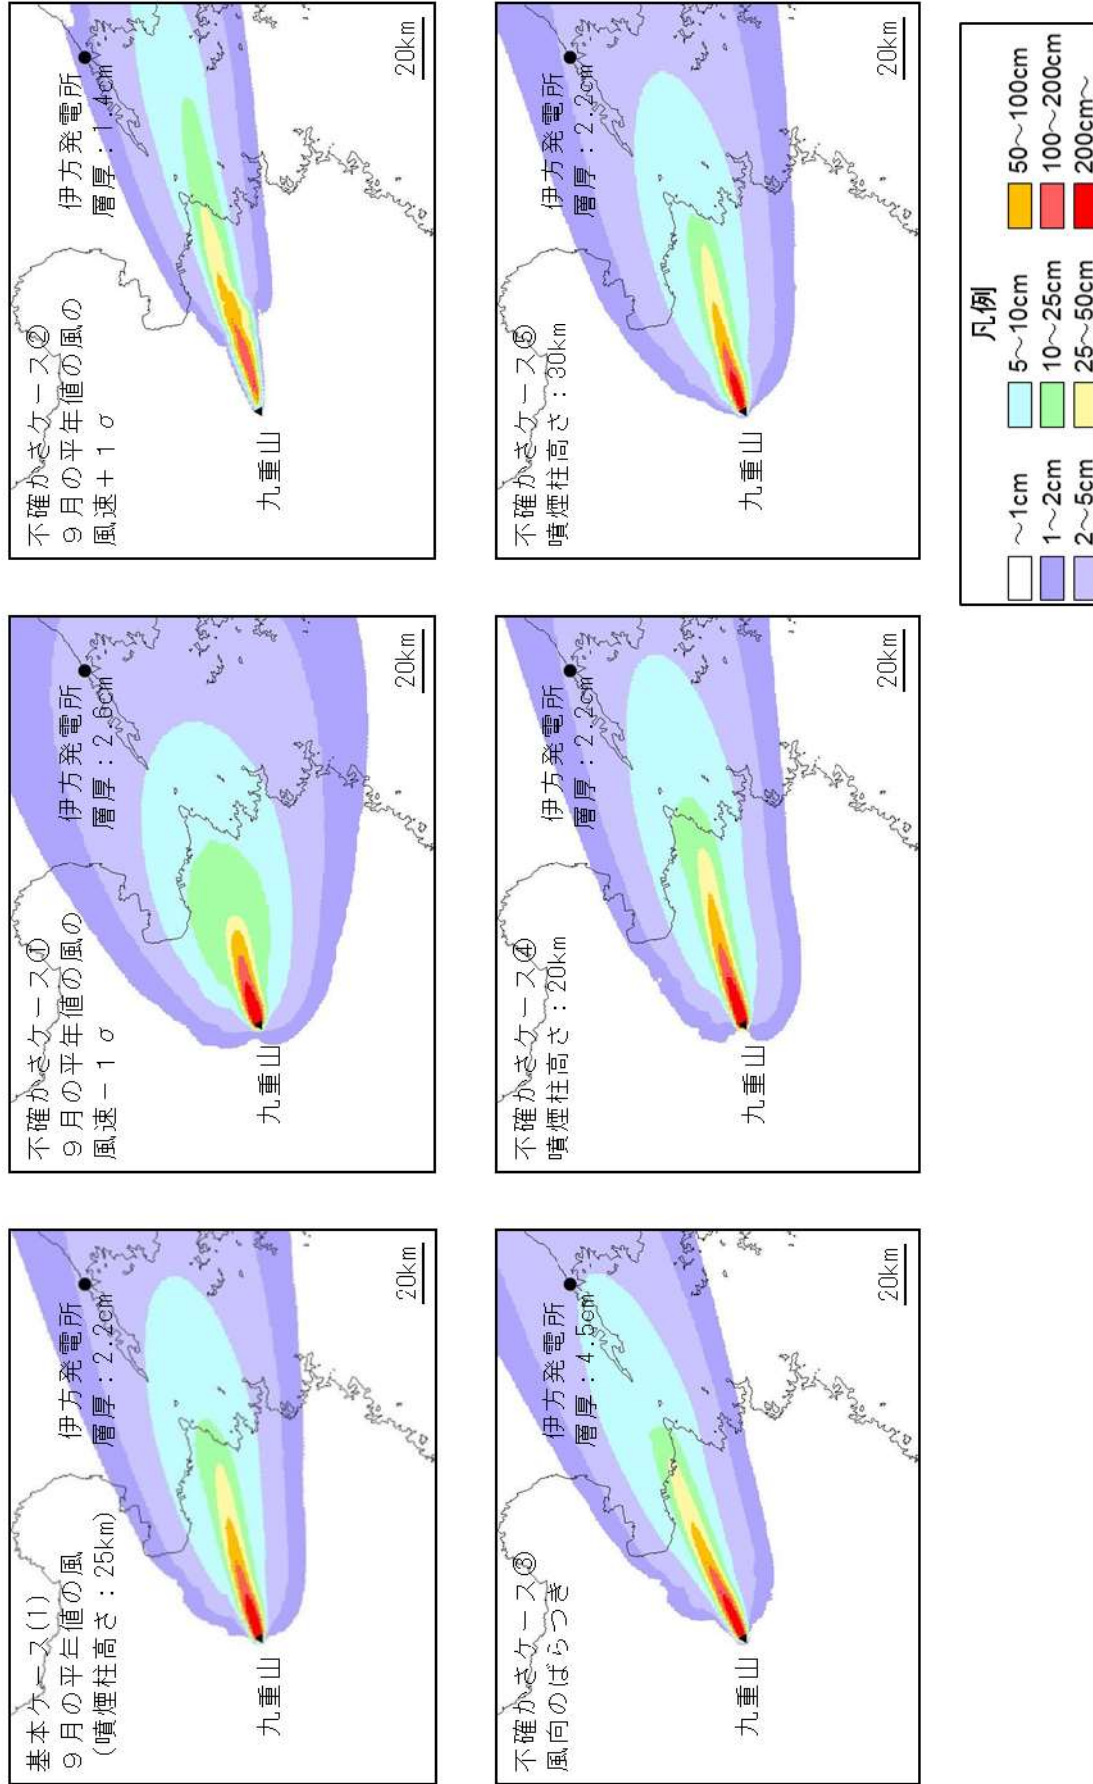 基本ケース(1)
9月の平年値の風
(噴煙柱高さ：25km)
伊方発電所
層厚：2.2cm
九重山
20km
不確かさケース①
9月の平年値の風の
風速－1σ
伊方発電所
層厚：2.6cm
九重山
20km
不確かさケース②
9月の平年値の風の
風速＋1σ
伊方発電所
層厚：1.4cm
九重山
20km
不確かさケース③
風向のばらつき
伊方発電所
層厚：4.5cm
九重山
20km
不確かさケース④
噴煙柱高さ：20km
伊方発電所
層厚：2.2cm
九重山
20km
不確かさケース⑤
噴煙柱高さ：30km
伊方発電所
層厚：2.2cm
九重山
20km
凡例
～1cm
5～10cm
50～100cm
1～2cm
10～25cm
100～200cm
2～5cm
25～50cm
200cm～